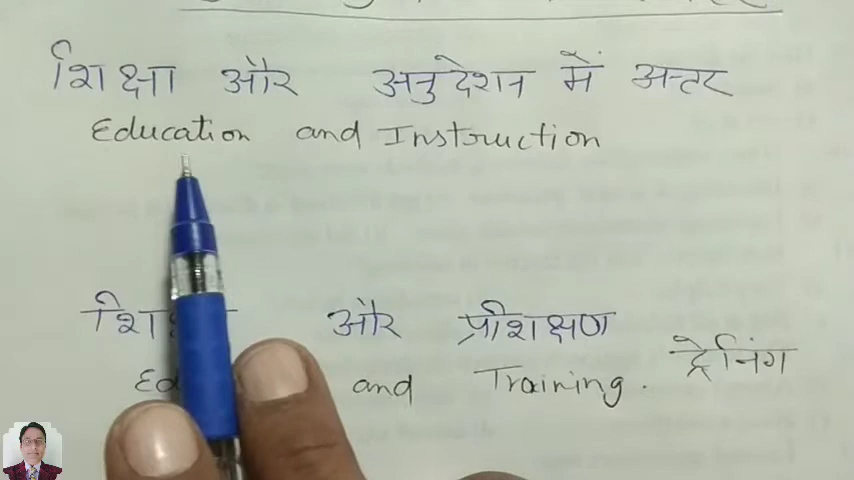 शिक्षा और अनुदेशन में अन्तर
Education and Instruction
और प्रशिक्षण ट्रेनिंग
and Training.